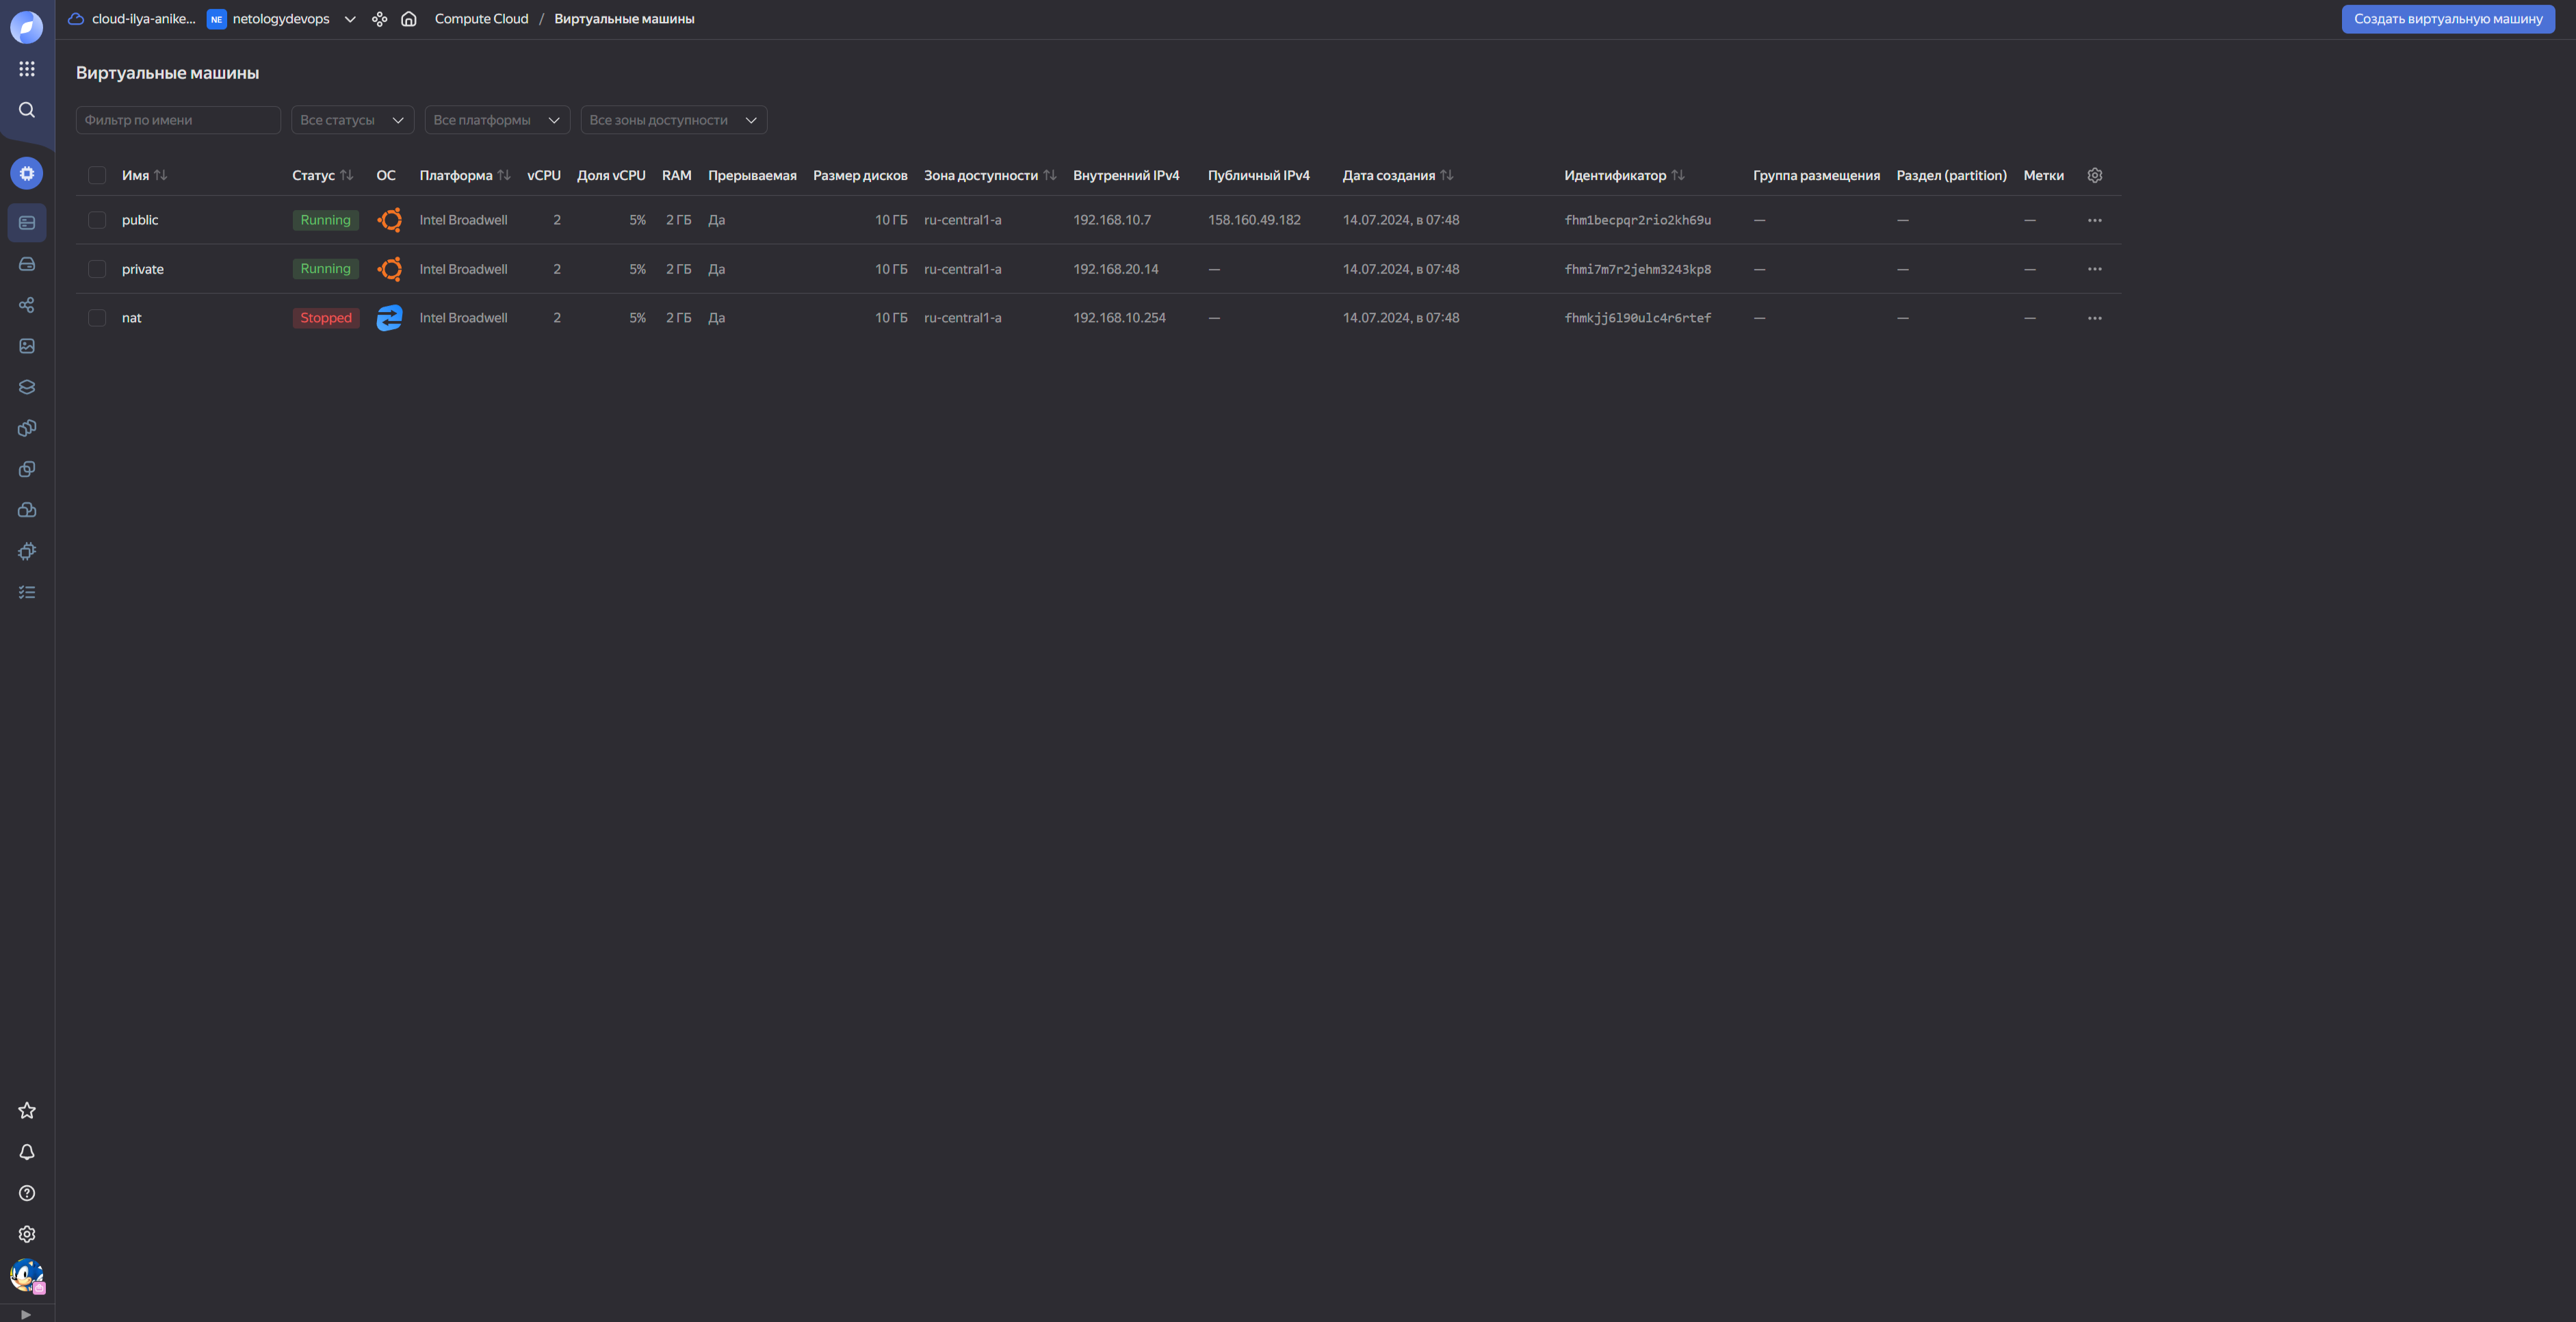 cloud-ilya-anike... NE netologydevops Compute Cloud / Виртуальные машины Создать виртуальную машину
Виртуальные машины
Фильтр по имени Все статусы Все платформы Все зоны доступности
Имя Статус ОС Платформа vCPU Доля vCPU RAM Прерываемая Размер дисков Зона доступности Внутренний IPv4 Публичный IPv4 Дата создания Идентификатор Группа размещения Раздел (partition) Метки
public Running Intel Broadwell 2 5% 2 ГБ Да 10 ГБ ru-central1-a 192.168.10.7 158.160.49.182 14.07.2024, в 07:48 fhm1becpqr2rio2kh69u — — —
private Running Intel Broadwell 2 5% 2 ГБ Да 10 ГБ ru-central1-a 192.168.20.14 — 14.07.2024, в 07:48 fhmi7m7r2jehm3243kp8 — — —
nat Stopped Intel Broadwell 2 5% 2 ГБ Да 10 ГБ ru-central1-a 192.168.10.254 — 14.07.2024, в 07:48 fhmkjj6l90ulc4r6rtef — — —